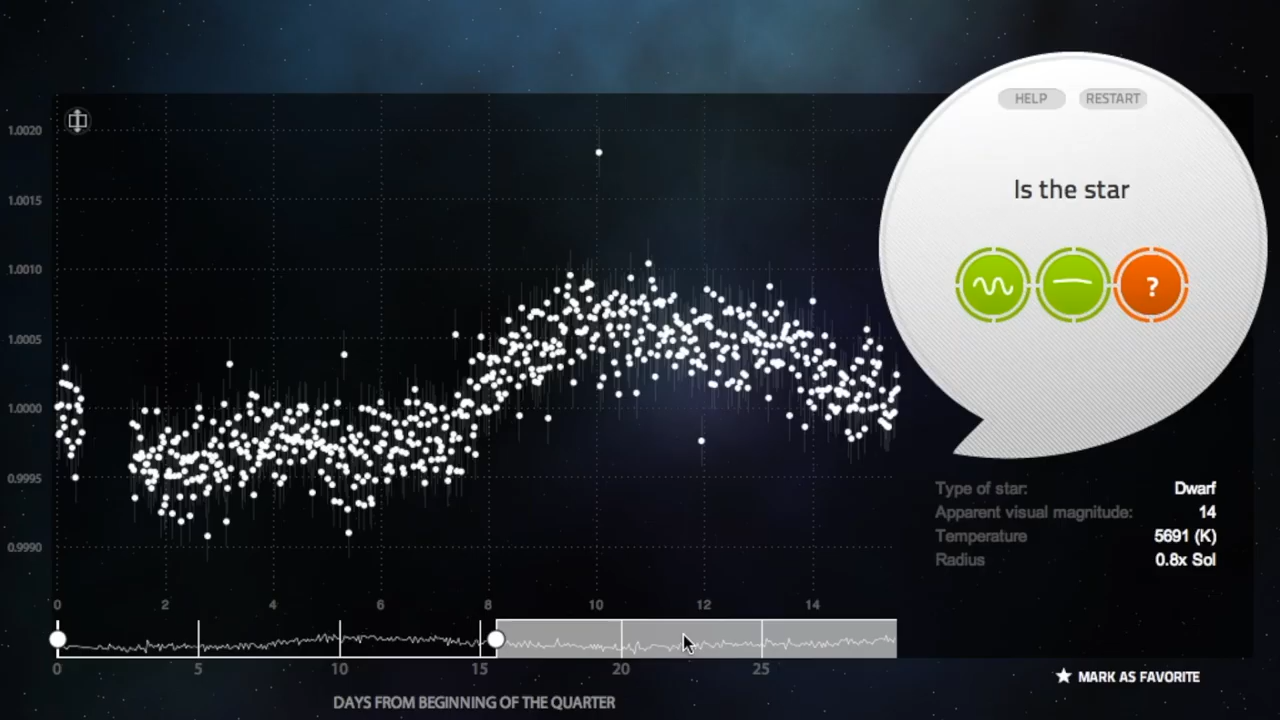 HELP RESTART
Is the star
?
1.0020
1.0015
1.0010
1.0005
1.0000
0.9995
0.9990
0 2 4 6 8 10 12 14
0 5 10 15 20 25
DAYS FROM BEGINNING OF THE QUARTER
Type of star: Dwarf
Apparent visual magnitude: 14
Temperature 5691 (K)
Radius 0.8x Sol
MARK AS FAVORITE